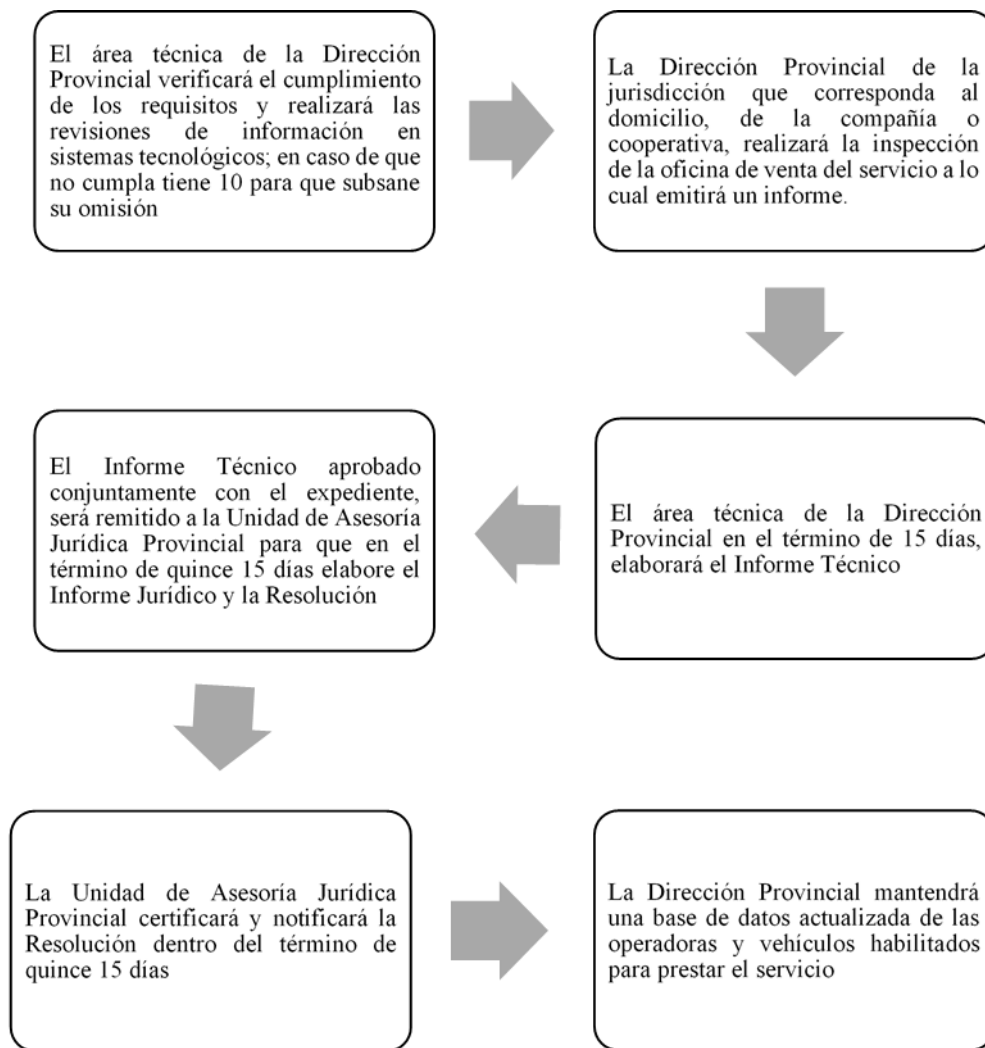 El área técnica de la Dirección
Provincial verificará el cumplimiento
de los requisitos y realizará las
revisiones de información en
sistemas tecnológicos; en caso de que
no cumpla tiene 10 para que subsane
su omisión
La Dirección Provincial de la
jurisdicción que corresponda al
domicilio, de la compañía o
cooperativa, realizará la inspección
de la oficina de venta del servicio a lo
cual emitirá un informe.
El área técnica de la Dirección
Provincial en el término de 15 días,
elaborará el Informe Técnico
El Informe Técnico aprobado
conjuntamente con el expediente,
será remitido a la Unidad de Asesoría
Jurídica Provincial para que en el
término de quince 15 días elabore el
Informe Jurídico y la Resolución
La Unidad de Asesoría Jurídica
Provincial certificará y notificará la
Resolución dentro del término de
quince 15 días
La Dirección Provincial mantendrá
una base de datos actualizada de las
operadoras y vehículos habilitados
para prestar el servicio